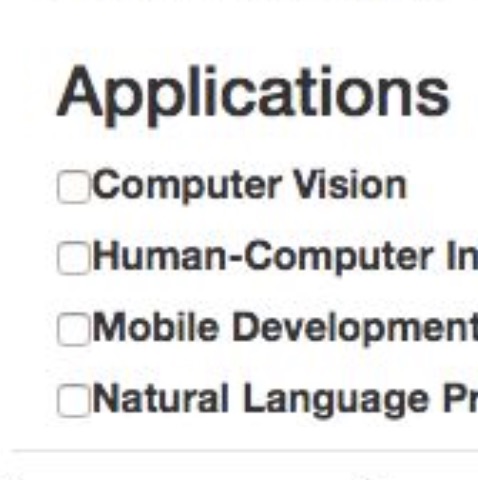 Applications
Computer Vision
Human-Computer In
Mobile Development
Natural Language Pr